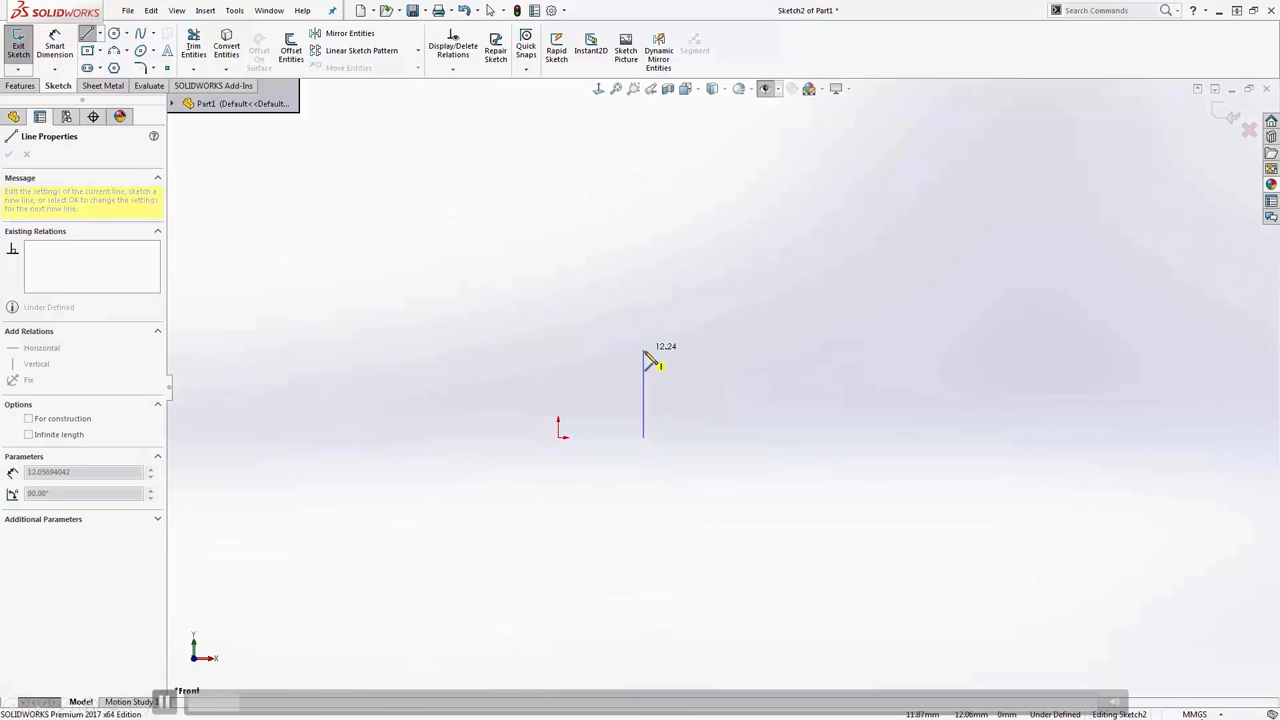 SOLIDWORKS
File Edit View Insert Tools Window Help
Sketch2 of Part1 *
Search Commands
Exit Sketch
Smart Dimension
Trim Entities
Convert Entities
Offset On Surface
Offset Entities
Mirror Entities
Linear Sketch Pattern
Move Entities
Display/Delete Relations
Repair Sketch
Quick Snaps
Rapid Sketch
Instant2D
Sketch Picture
Dynamic Mirror Entities
Segment
Features Sketch Sheet Metal Evaluate SOLIDWORKS Add-Ins
Part1 (Default<<Default...
Line Properties
Message
Edit the settings of the current line, sketch a
new line, or select OK to change the settings
for the next new line.
Existing Relations
Under Defined
Add Relations
Horizontal
Vertical
Fix
Options
For construction
Infinite length
Parameters
12.05694042
90.00°
Additional Parameters
12.24
Y
X
*Front
Model Motion Study 1
SOLIDWORKS Premium 2017 x64 Edition
11.87mm 12.06mm 0mm Under Defined Editing Sketch2 MMGS